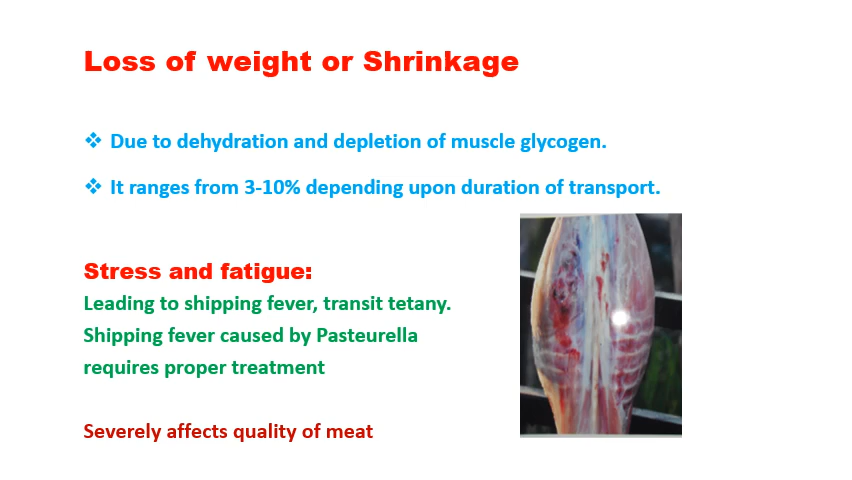 Loss of weight or Shrinkage
❖ Due to dehydration and depletion of muscle glycogen.
❖ It ranges from 3-10% depending upon duration of transport.
Stress and fatigue:
Leading to shipping fever, transit tetany.
Shipping fever caused by Pasteurella
requires proper treatment
Severely affects quality of meat